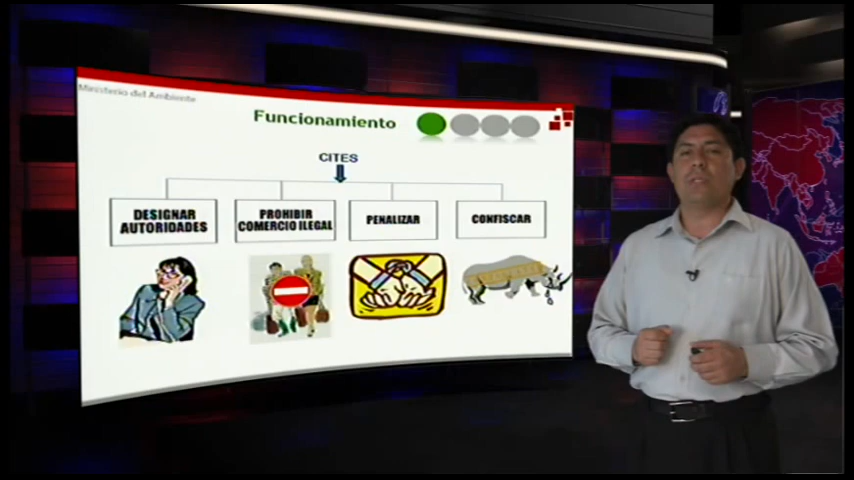 Ministerio del Ambiente
Funcionamiento
CITES
DESIGNAR
AUTORIDADES
PROHIBIR
COMERCIO ILEGAL
PENALIZAR
CONFISCAR